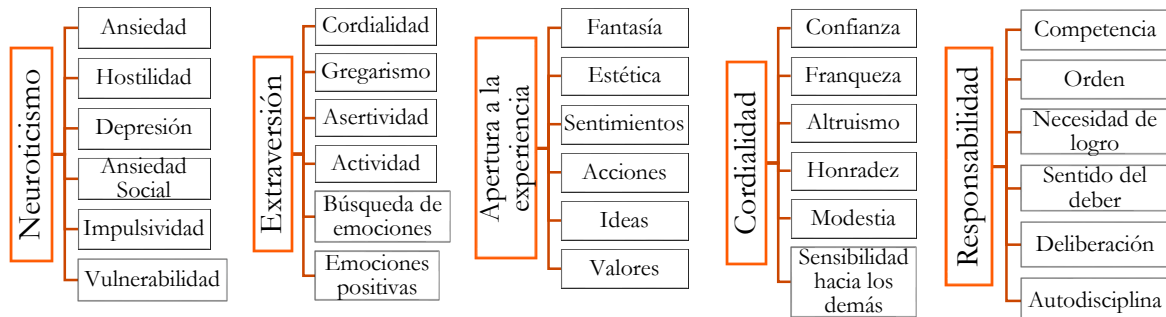 Neuroticismo
Ansiedad
Hostilidad
Depresión
Ansiedad
Social
Impulsividad
Vulnerabilidad
Extraversión
Cordialidad
Gregarismo
Asertividad
Actividad
Búsqueda de
emociones
Emociones
positivas
Apertura a la
experiencia
Fantasía
Estética
Sentimientos
Acciones
Ideas
Valores
Cordialidad
Confianza
Franqueza
Altruismo
Honradez
Modestia
Sensibilidad
hacia los
demás
Responsabilidad
Competencia
Orden
Necesidad de
logro
Sentido del
deber
Deliberación
Autodisciplina